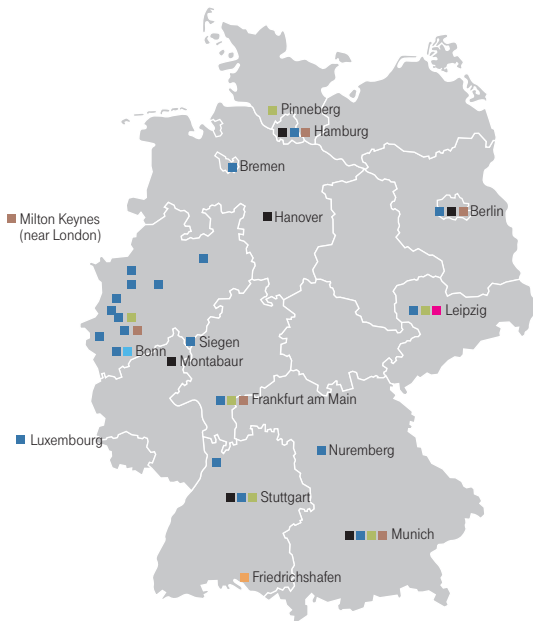 Pinneberg
Hamburg
Bremen
Milton Keynes
(near London)
Hanover
Berlin
Leipzig
Siegen
Bonn
Montabaur
Frankfurt am Main
Luxembourg
Nuremberg
Stuttgart
Munich
Friedrichshafen